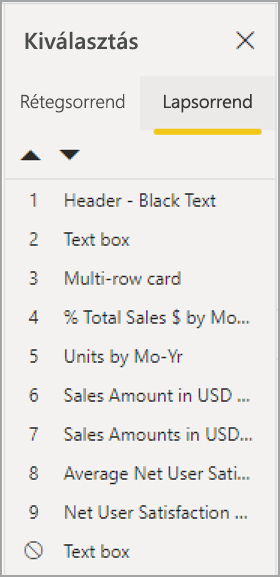 Kiválasztás
Rétegsorrend Lapsorrend
1 Header - Black Text
2 Text box
3 Multi-row card
4 % Total Sales $ by Mo...
5 Units by Mo-Yr
6 Sales Amount in USD ...
7 Sales Amounts in USD...
8 Average Net User Sati...
9 Net User Satisfaction ...
Text box